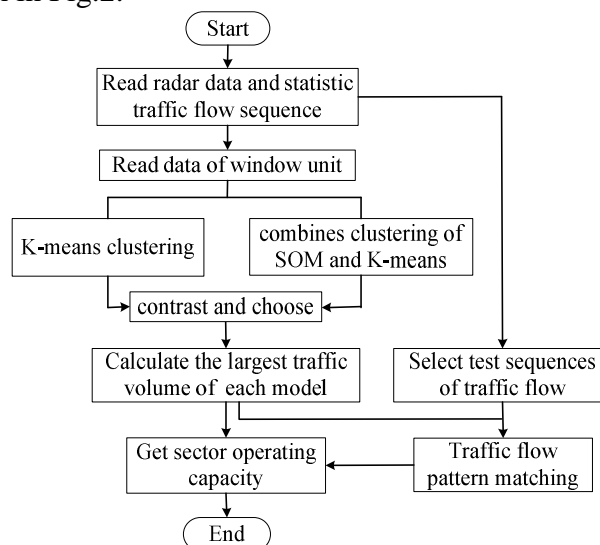 in Fig.2.
Start
Read radar data and statistic
traffic flow sequence
Read data of window unit
K-means clustering
combines clustering of
SOM and K-means
contrast and choose
Calculate the largest traffic
volume of each model
Select test sequences
of traffic flow
Get sector operating
capacity
Traffic flow
pattern matching
End